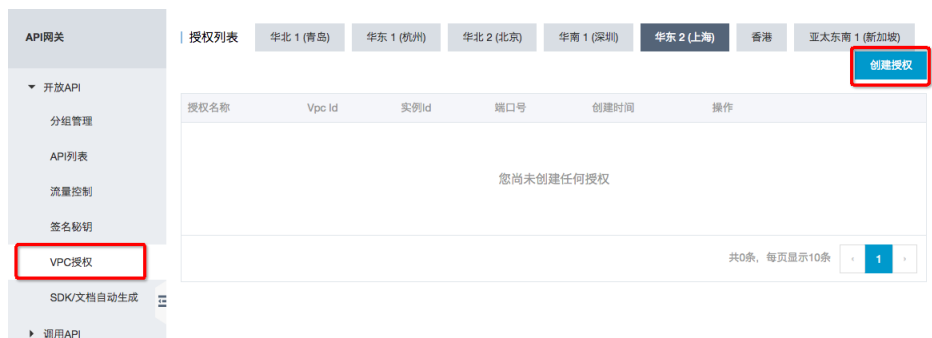 API网关
授权列表 华北 1 (青岛) 华东 1 (杭州) 华北 2 (北京) 华南 1 (深圳) 华东 2 (上海) 香港 亚太东南 1 (新加坡)
创建授权
开放API
分组管理
API列表
流量控制
签名秘钥
VPC授权
SDK/文档自动生成
调用API
授权名称 Vpc Id 实例Id 端口号 创建时间 操作
您尚未创建任何授权
共0条, 每页显示10条 ‹ 1 ›